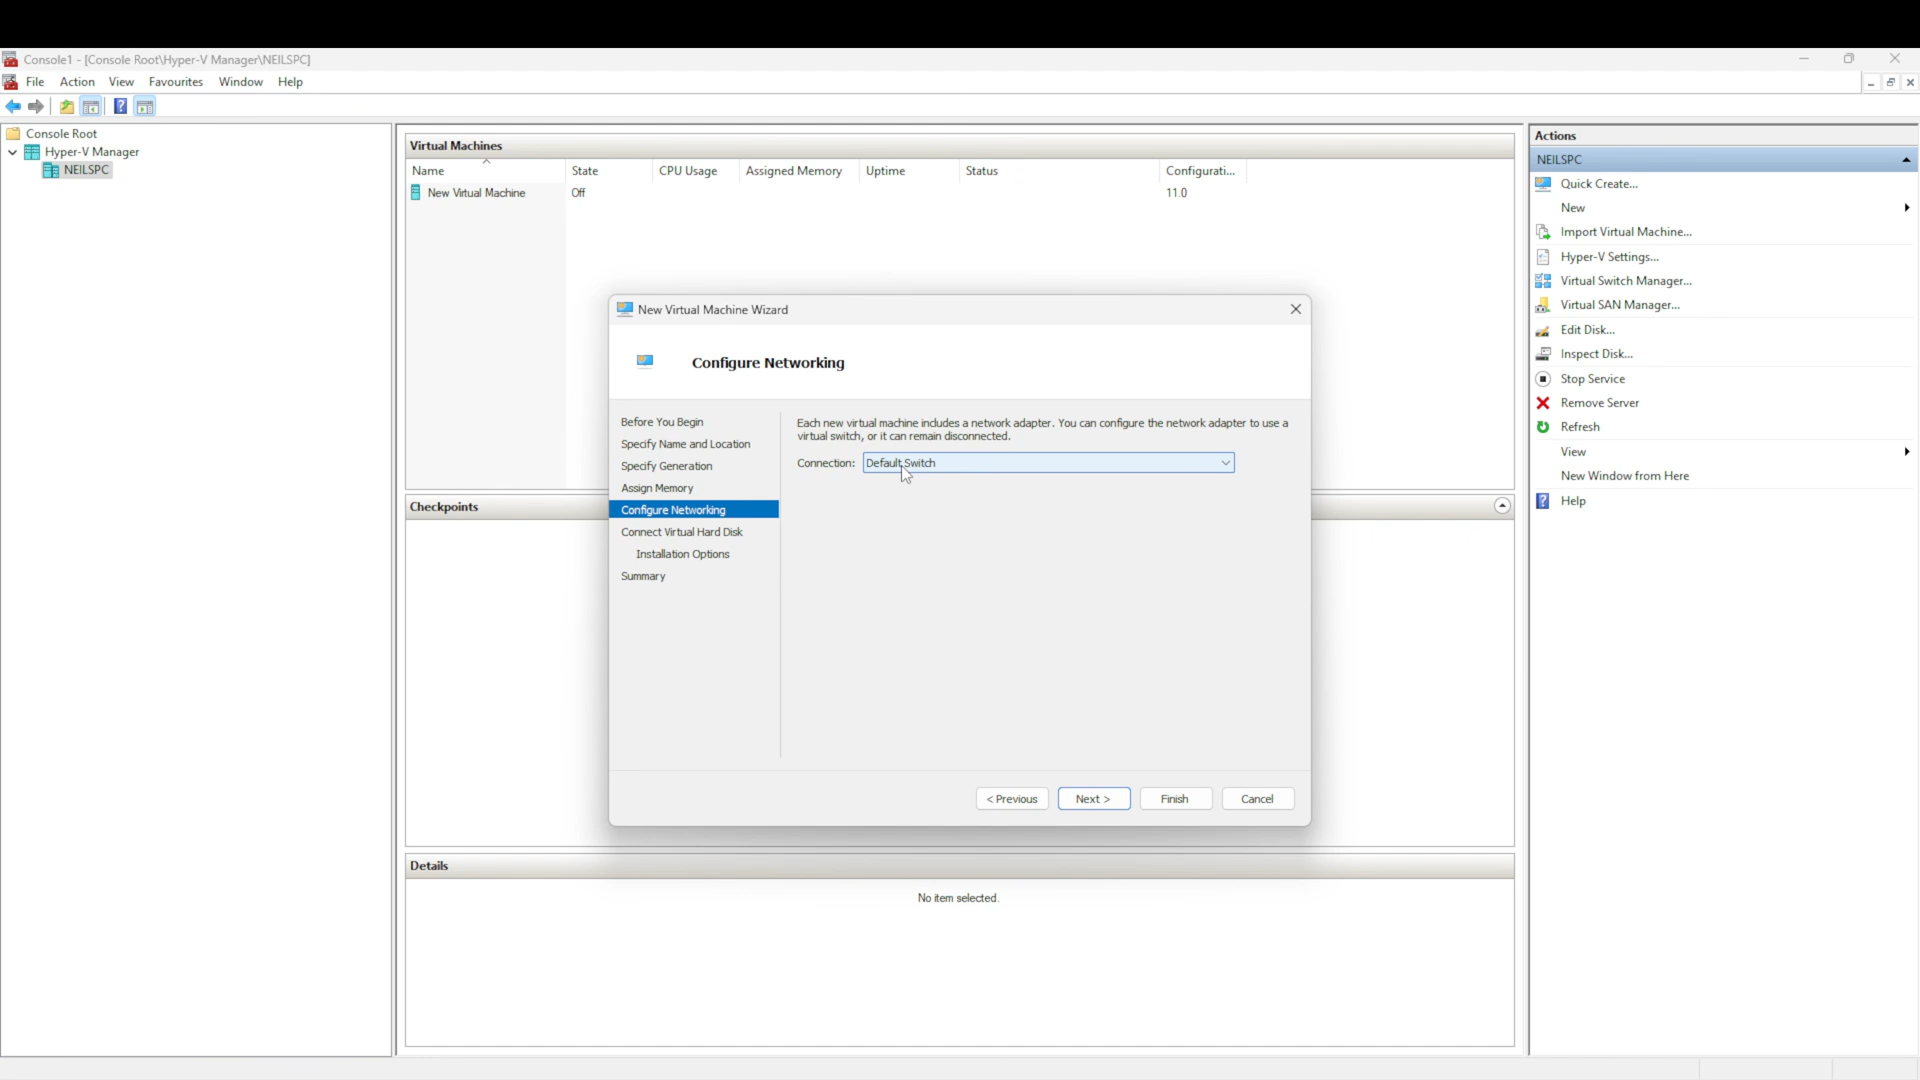 Console1 - [Console Root\Hyper-V Manager\NEILSPC]
File Action View Favourites Window Help
Console Root
Hyper-V Manager
NEILSPC
Virtual Machines
Name State CPU Usage Assigned Memory Uptime Status Configurati...
New Virtual Machine Off 11.0
New Virtual Machine Wizard
Configure Networking
Before You Begin
Specify Name and Location
Specify Generation
Assign Memory
Configure Networking
Connect Virtual Hard Disk
Installation Options
Summary
Each new virtual machine includes a network adapter. You can configure the network adapter to use a
virtual switch, or it can remain disconnected.
Connection: Default Switch
< Previous Next > Finish Cancel
Checkpoints
Details
No item selected.
Actions
NEILSPC
Quick Create...
New
Import Virtual Machine...
Hyper-V Settings...
Virtual Switch Manager...
Virtual SAN Manager...
Edit Disk...
Inspect Disk...
Stop Service
Remove Server
Refresh
View
New Window from Here
Help